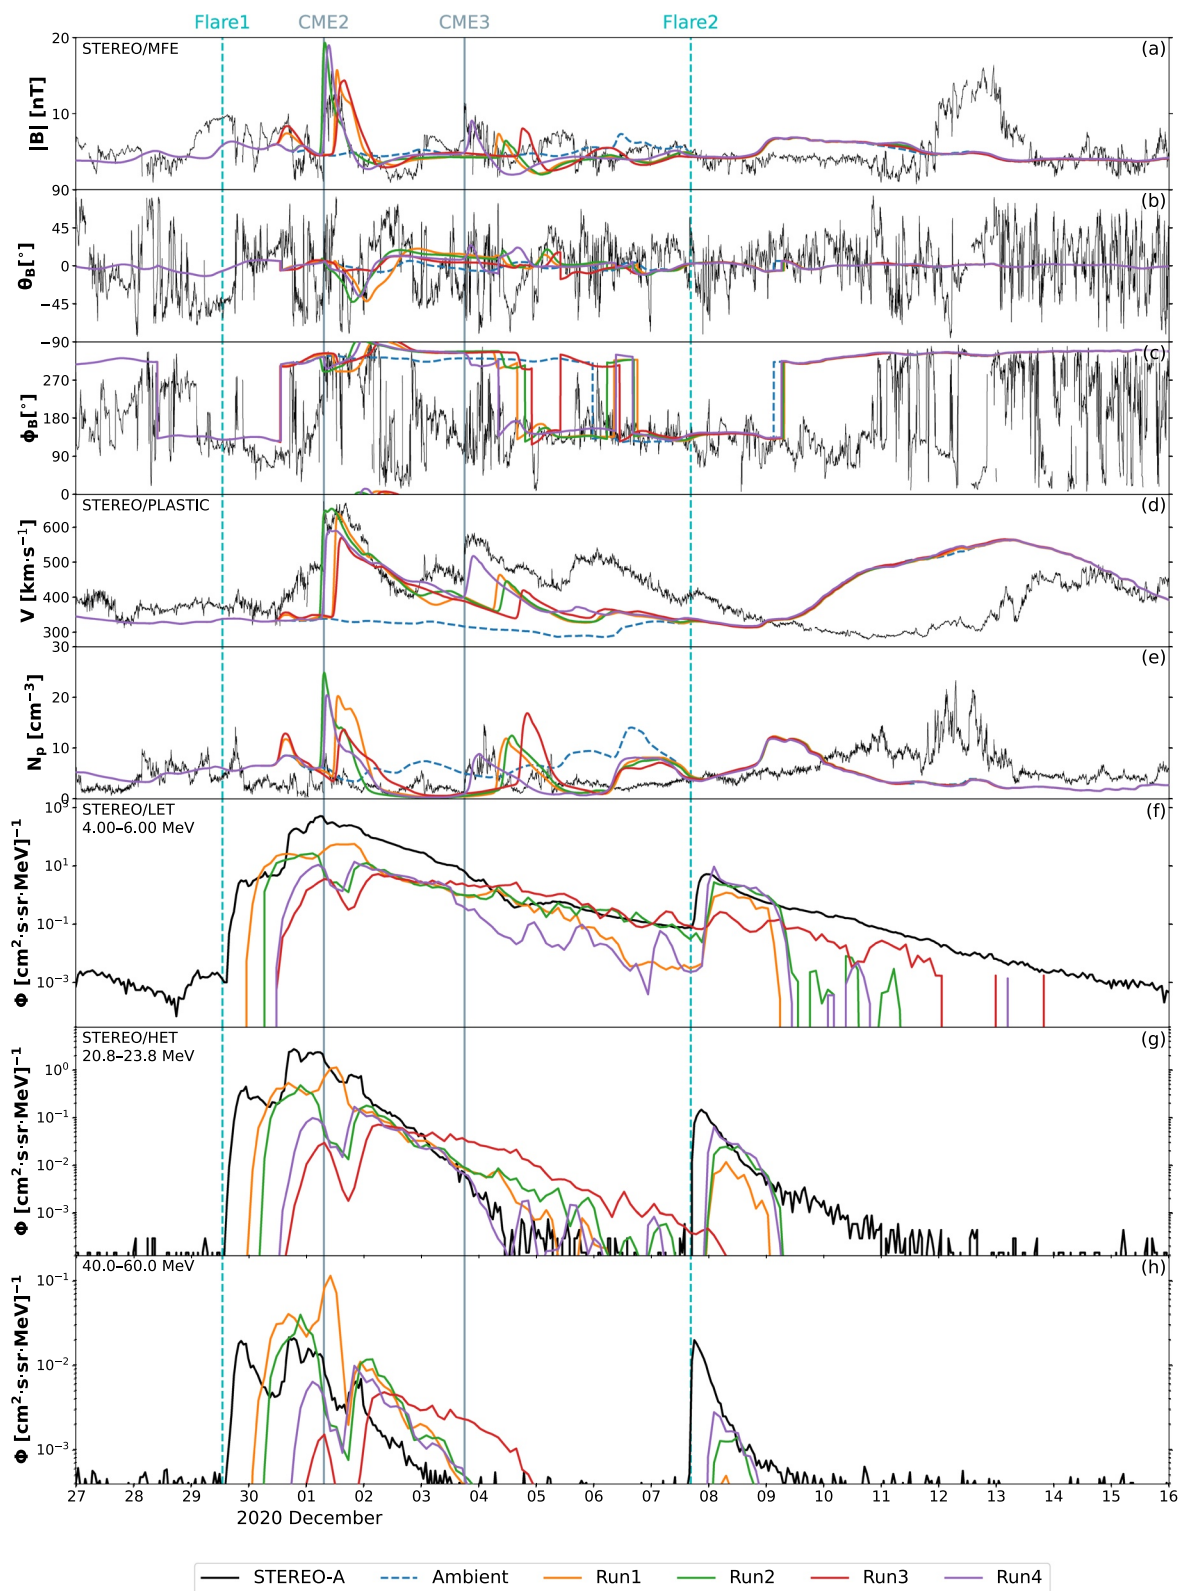 Flare1 CME2 CME3 Flare2
STEREO/MFE (a)
20
10
|B| [nT]
(b)
90
45
0
−45
−90
θB[°]
(c)
270
180
90
0
ϕB[°]
STEREO/PLASTIC (d)
600
500
400
300
V [km·s⁻¹]
(e)
30
20
10
0
Np [cm⁻³]
STEREO/LET (f)
4.00–6.00 MeV
10³
10¹
10⁻¹
10⁻³
Φ [cm²·s·sr·MeV]⁻¹
STEREO/HET (g)
20.8–23.8 MeV
10⁰
10⁻¹
10⁻²
10⁻³
Φ [cm²·s·sr·MeV]⁻¹
40.0–60.0 MeV (h)
10⁻¹
10⁻²
10⁻³
Φ [cm²·s·sr·MeV]⁻¹
27 28 29 30 01 02 03 04 05 06 07 08 09 10 11 12 13 14 15 16
2020 December
STEREO-A Ambient Run1 Run2 Run3 Run4